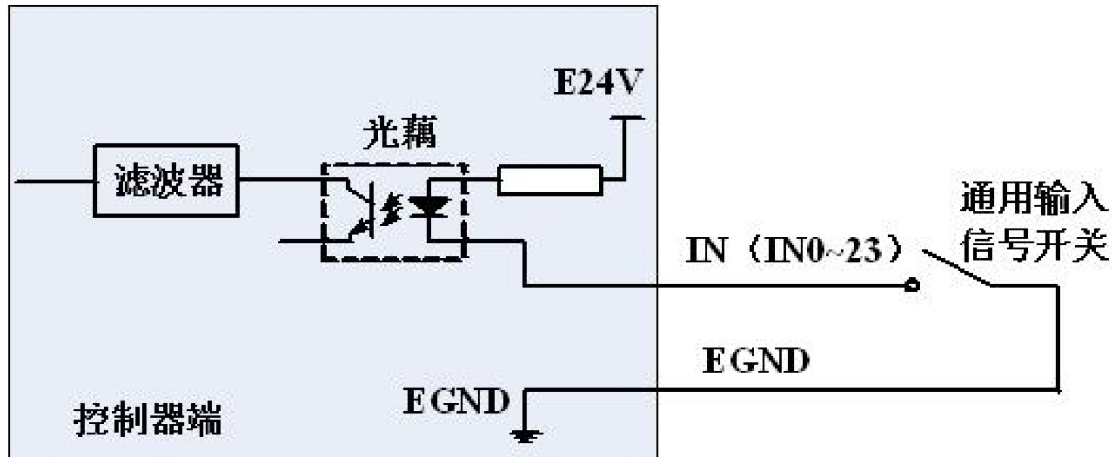 E24V
光藕
滤波器
通用输入
信号开关
IN（IN0~23）
EGND
EGND
控制器端